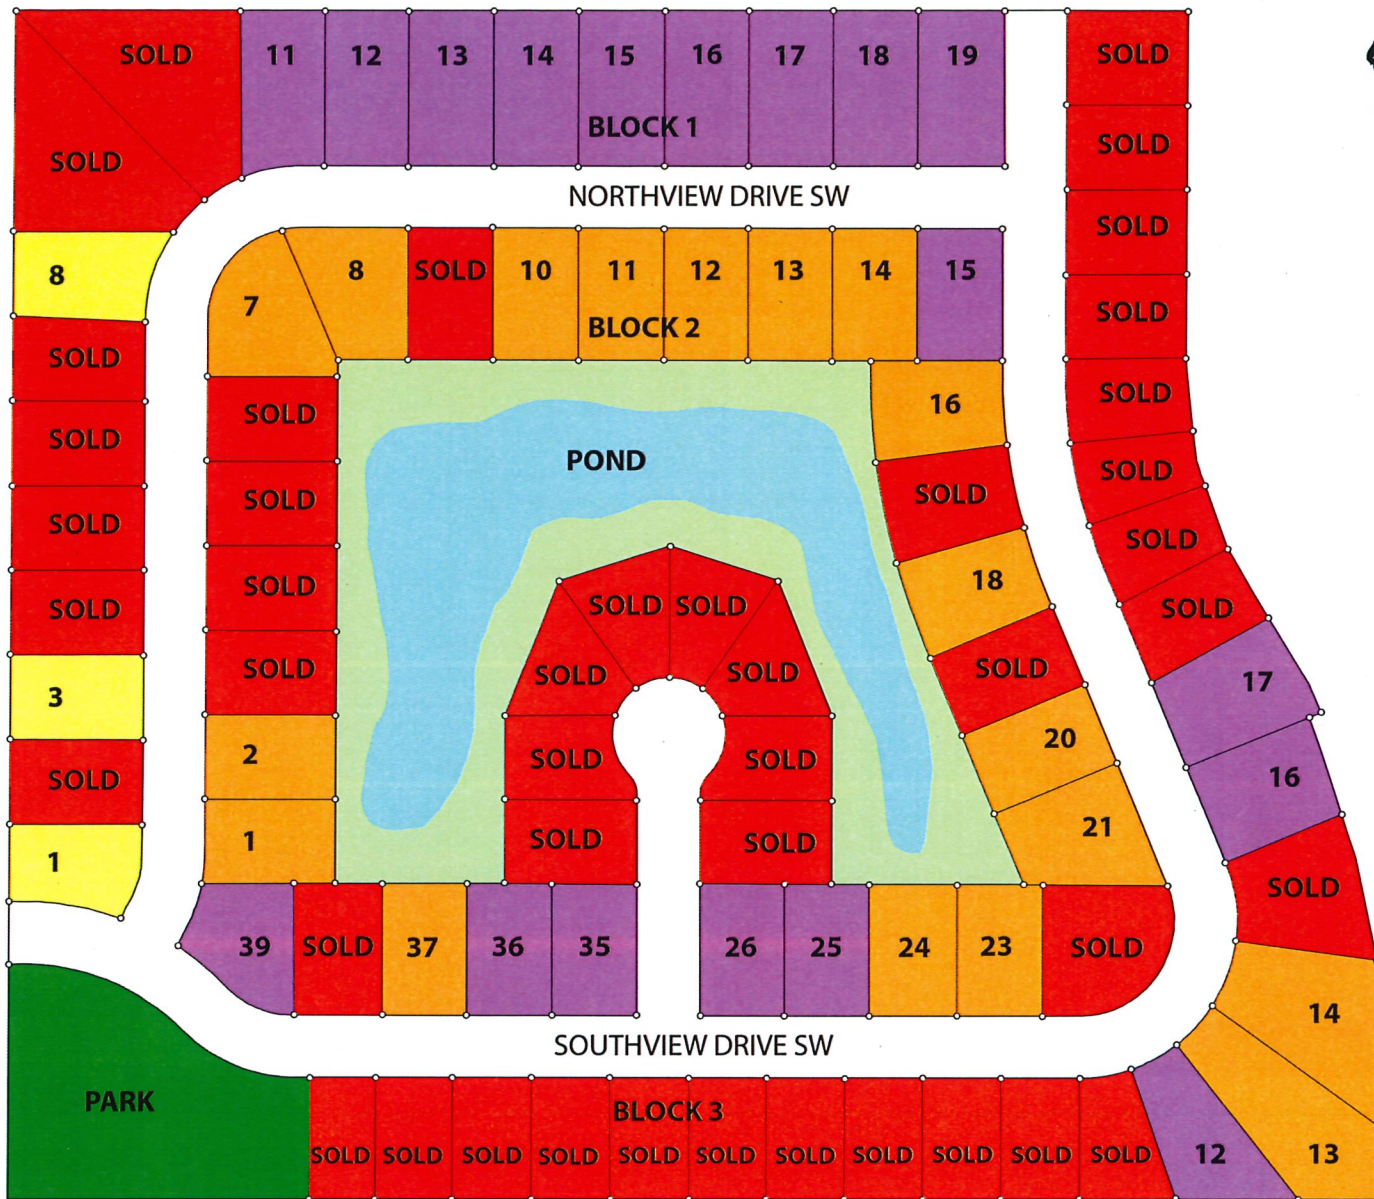 SOLD 11 12 13 14 15 16 17 18 19 SOLD
BLOCK 1
SOLD
SOLD
NORTHVIEW DRIVE SW
SOLD
8 7 8 SOLD 10 11 12 13 14 15
BLOCK 2
SOLD
SOLD
SOLD SOLD 16 SOLD
SOLD POND SOLD
SOLD SOLD SOLD SOLD
SOLD SOLD SOLD SOLD 18 SOLD
3 SOLD SOLD SOLD SOLD 17
SOLD 2 SOLD SOLD 20 16
1 1 SOLD SOLD 21
SOLD
39 SOLD 37 36 35 26 25 24 23 SOLD
14
SOUTHVIEW DRIVE SW
PARK
BLOCK 3
SOLD SOLD SOLD SOLD SOLD SOLD SOLD SOLD SOLD SOLD SOLD 12 13